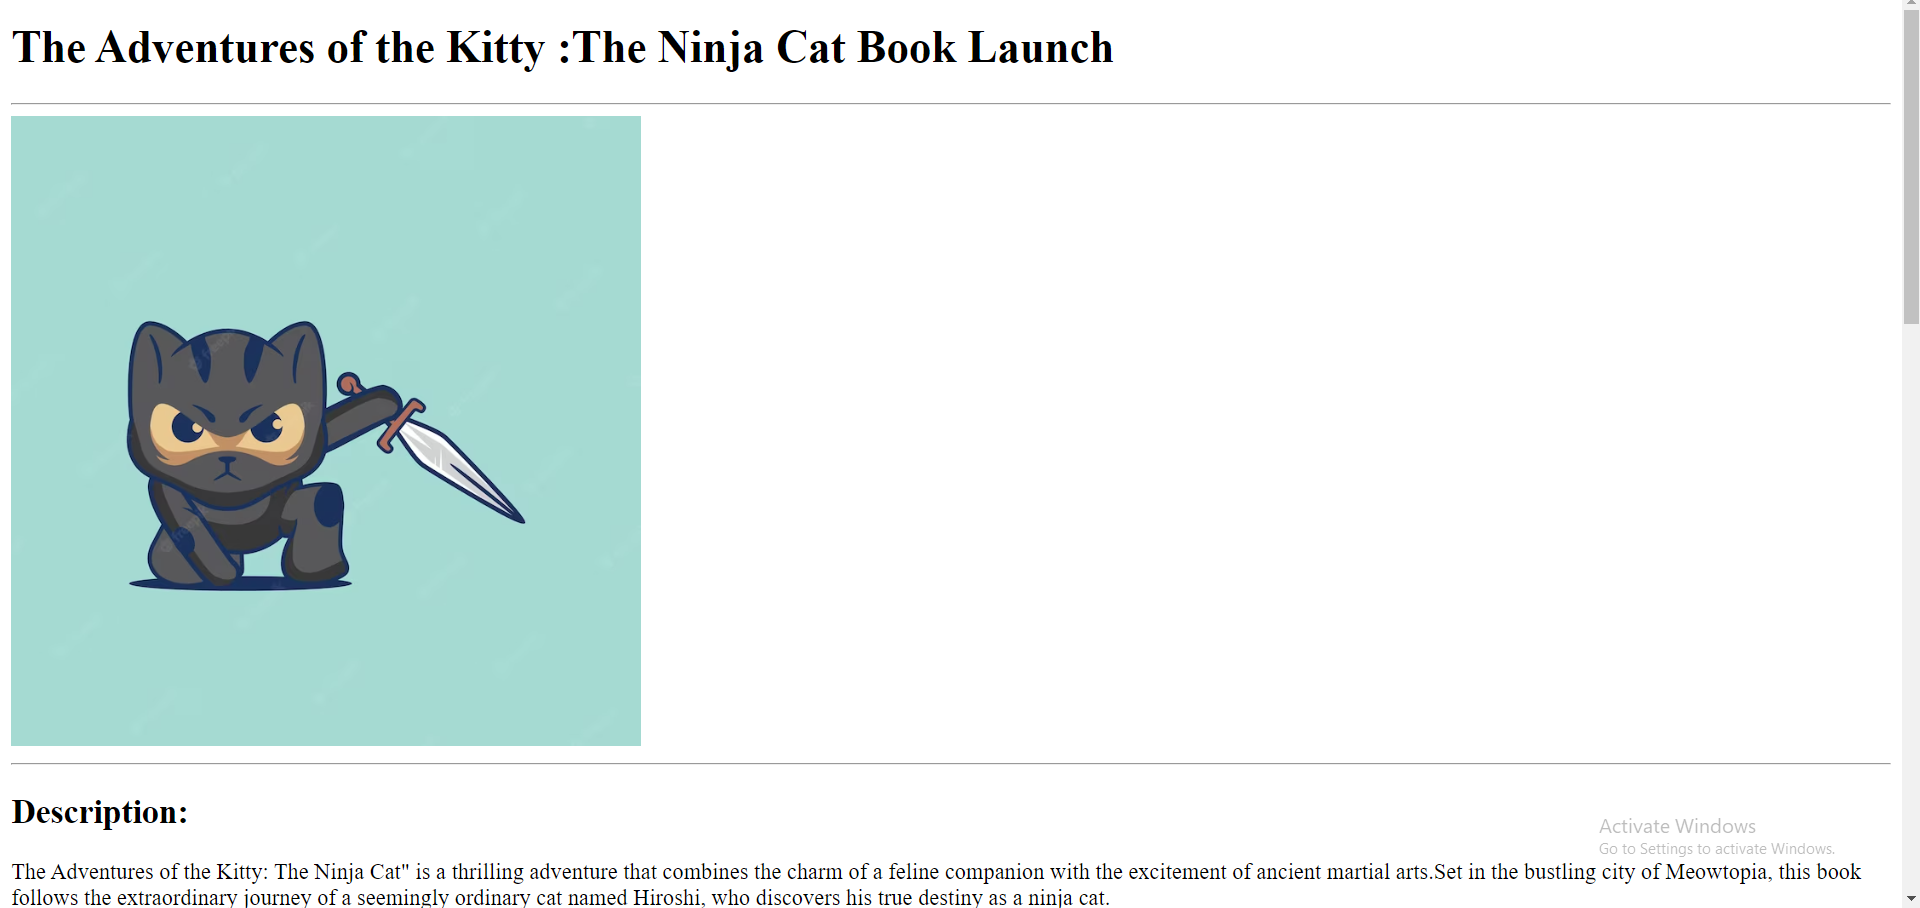 The Adventures of the Kitty :The Ninja Cat Book Launch
Description:
The Adventures of the Kitty: The Ninja Cat" is a thrilling adventure that combines the charm of a feline companion with the excitement of ancient martial arts.Set in the bustling city of Meowtopia, this book
follows the extraordinary journey of a seemingly ordinary cat named Hiroshi, who discovers his true destiny as a ninja cat.
Activate Windows
Go to Settings to activate Windows.